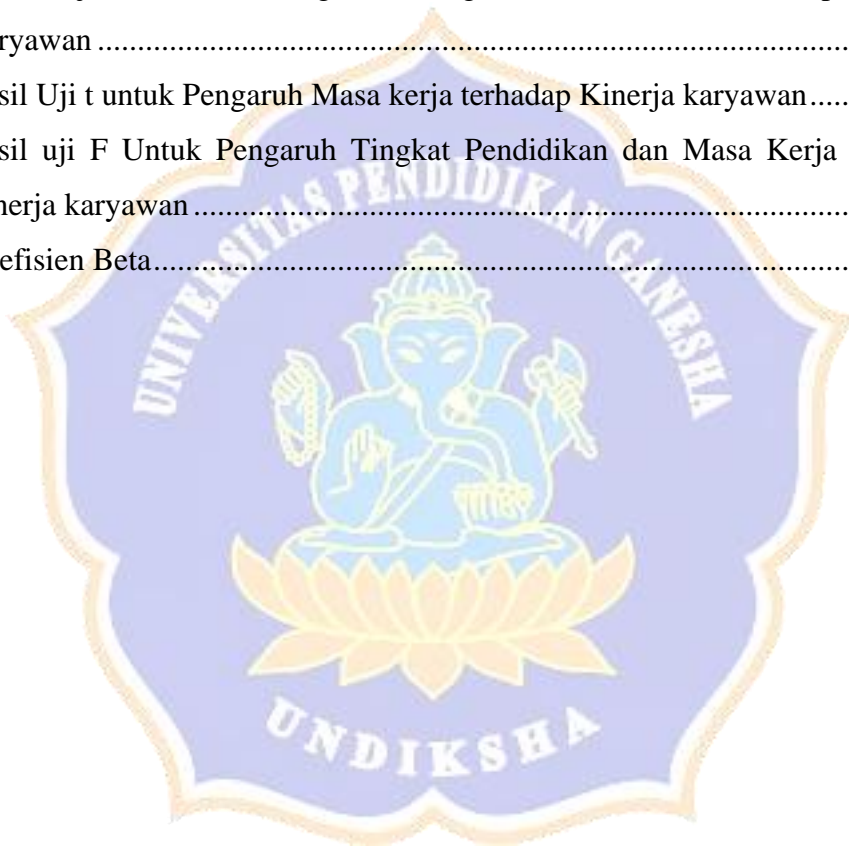 ryawan ........................................................................................................
sil Uji t untuk Pengaruh Masa kerja terhadap Kinerja karyawan.....
sil uji F Untuk Pengaruh Tingkat Pendidikan dan Masa Kerja
nerja karyawan ..........................................................................................
efisien Beta.................................................................................................
UNIVERSITAS PENDIDIKAN GANESHA
UNDIKSHA